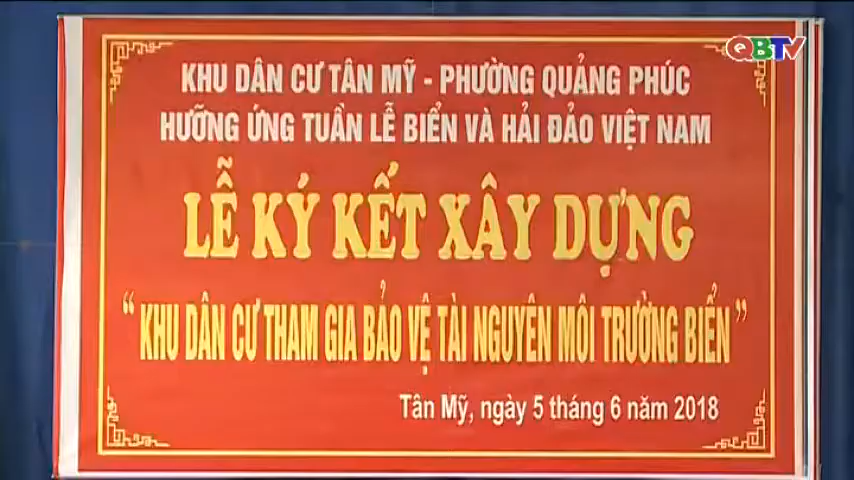 QBTV
KHU DÂN CƯ TÂN MỸ - PHƯỜNG QUẢNG PHÚC
HƯỞNG ỨNG TUẦN LỄ BIỂN VÀ HẢI ĐẢO VIỆT NAM
LỄ KÝ KẾT XÂY DỰNG
“ KHU DÂN CƯ THAM GIA BẢO VỆ TÀI NGUYÊN MÔI TRƯỜNG BIỂN ”
Tân Mỹ, ngày 5 tháng 6 năm 2018